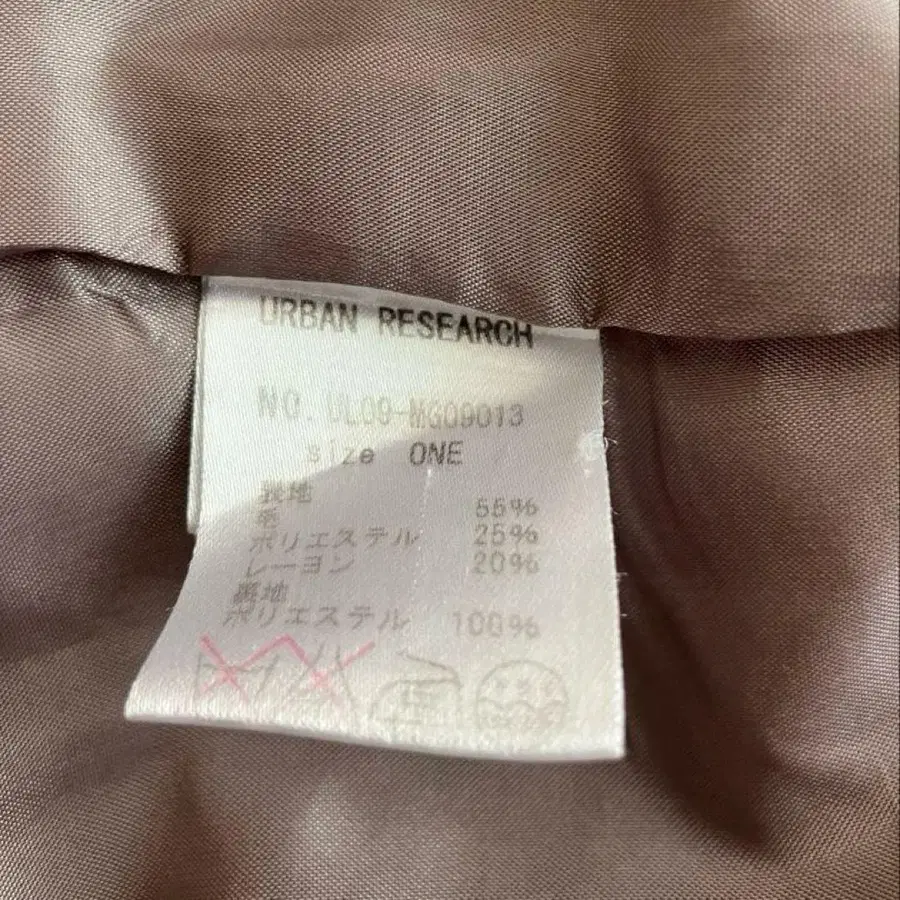 URBAN RESEARCH
NO. UL09-MG09013
size ONE
表地
毛 55%
ポリエステル 25%
レーヨン 20%
裏地
ポリエステル 100%